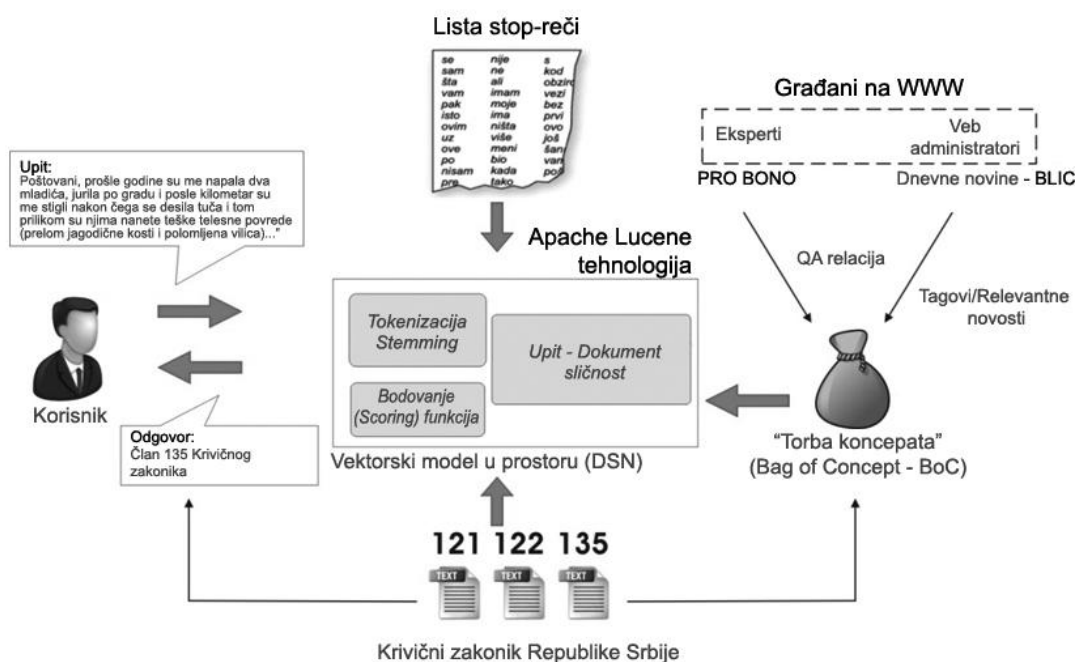 Lista stop-reči
se nije s
sam ne kod
šta ali obzirc
vam imam vezi
pak moje bez
isto ima prvi
ovim ništa ovo
uz više još
ove meni šan
po bio van
nisam kada poš
pre tako
Građani na WWW
Eksperti
Veb
administratori
PRO BONO
Dnevne novine - BLIC
Upit:
Poštovani, prošle godine su me napala dva
mladića, jurila po gradu i posle kilometar su
me stigli nakon čega se desila tuča i tom
prilikom su njima nanete teške telesne povrede
(prelom jagodične kosti i polomljena vilica)..."
Apache Lucene
tehnologija
QA relacija
Tagovi/Relevantne
novosti
Tokenizacija
Stemming
Upit - Dokument
sličnost
Bodovanje
(Scoring) funkcija
Korisnik
Odgovor:
Član 135 Krivičnog
zakonika
Vektorski model u prostoru (DSN)
"Torba koncepata"
(Bag of Concept - BoC)
121 122 135
TEXT TEXT TEXT
Krivični zakonik Republike Srbije